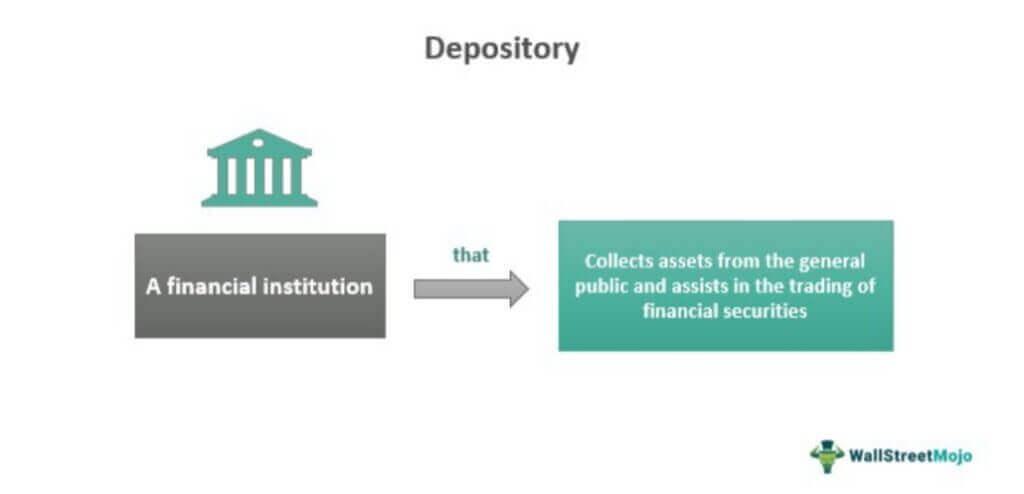 Depository
A financial institution
that
Collects assets from the general
public and assists in the trading of
financial securities
WallStreetMojo